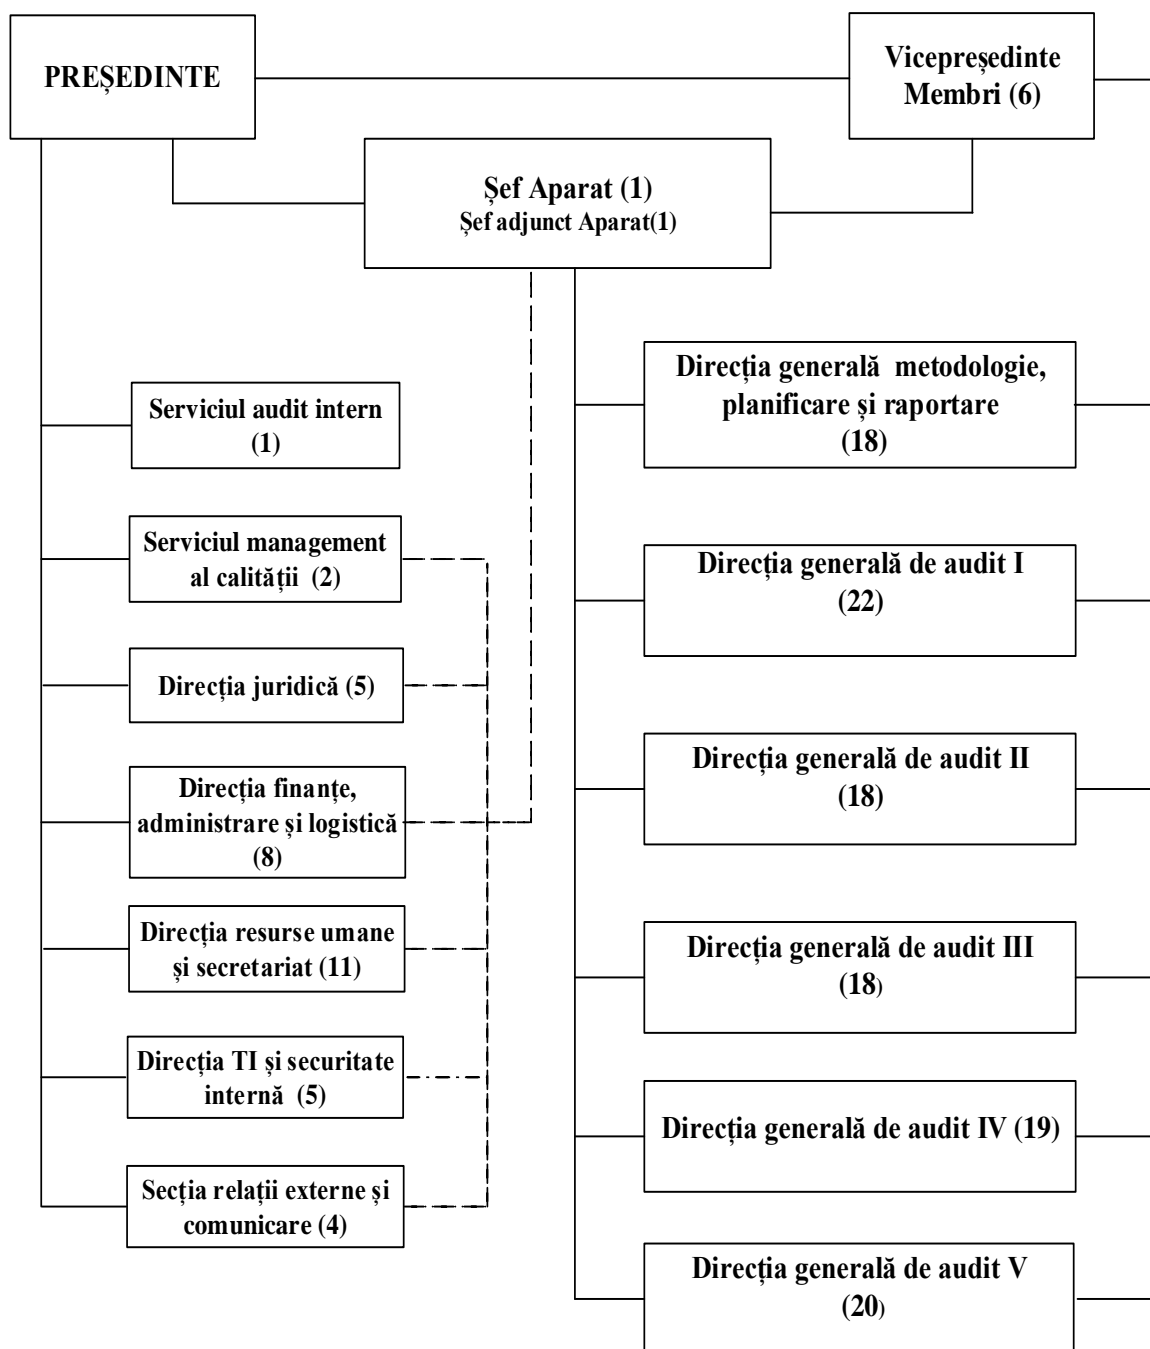 PREȘEDINTE
Vicepreședinte
Membri (6)
Șef Aparat (1)
Șef adjunct Aparat(1)
Serviciul audit intern
(1)
Serviciul management
al calității (2)
Direcția juridică (5)
Direcția finanțe,
administrare și logistică
(8)
Direcția resurse umane
și secretariat (11)
Direcția TI și securitate
internă (5)
Secția relații externe și
comunicare (4)
Direcția generală metodologie,
planificare și raportare
(18)
Direcția generală de audit I
(22)
Direcția generală de audit II
(18)
Direcția generală de audit III
(18)
Direcția generală de audit IV (19)
Direcția generală de audit V
(20)